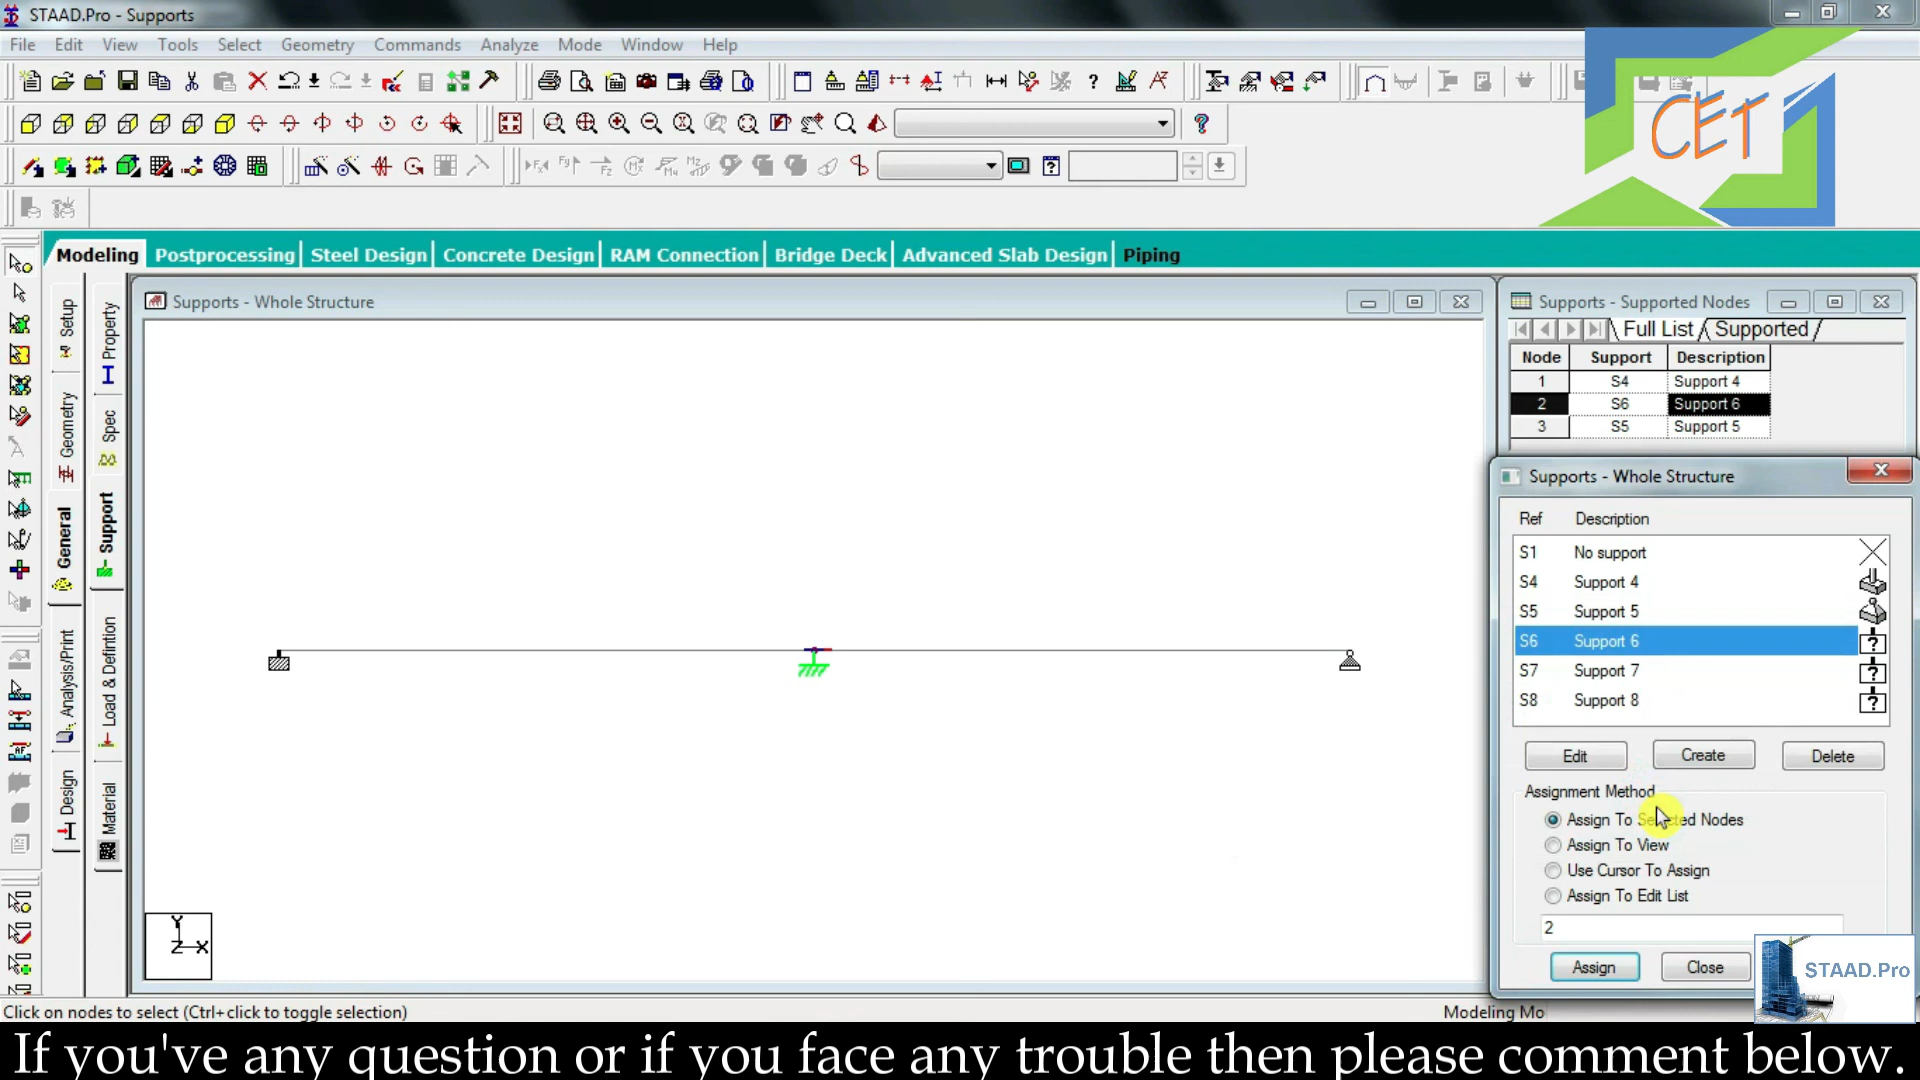 STAAD.Pro - Supports
File Edit View Tools Select Geometry Commands Analyze Mode Window Help
CET
Modeling Postprocessing Steel Design Concrete Design RAM Connection Bridge Deck Advanced Slab Design Piping
Setup
Geometry
General
Analysis/Print
Design
Property
Spec
Support
Load & Definition
Material
Supports - Whole Structure
Y
Z X
Supports - Supported Nodes
Full List Supported
Node Support Description
1 S4 Support 4
2 S6 Support 6
3 S5 Support 5
Supports - Whole Structure
Ref Description
S1 No support
S4 Support 4
S5 Support 5
S6 Support 6 ?
S7 Support 7 ?
S8 Support 8 ?
Edit Create Delete
Assignment Method
Assign To Selected Nodes
Assign To View
Use Cursor To Assign
Assign To Edit List
2
Assign Close
STAAD.Pro
Click on nodes to select (Ctrl+click to toggle selection)
Modeling Mo
If you've any question or if you face any trouble then please comment below.